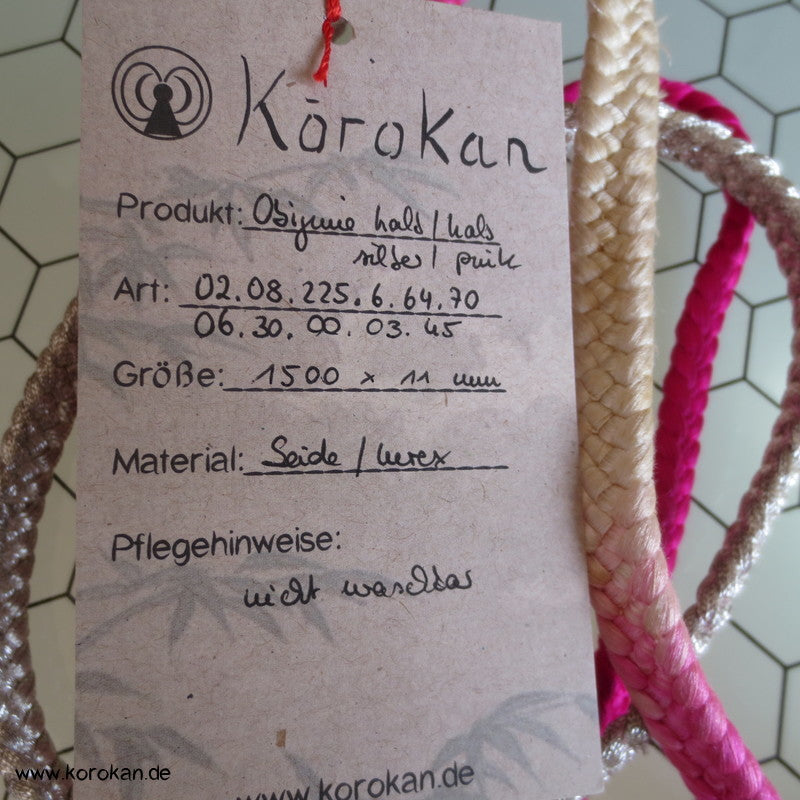 Kōrokan
Produkt: Obijime halb/halb
silber/ pink
Art: 02.08.225.6.64.70
06.30.00.03.45
Größe: 1500 x 11 mm
Material: Seide / Lurex
Pflegehinweise:
nicht waschbar
www.korokan.de
www.korokan.de